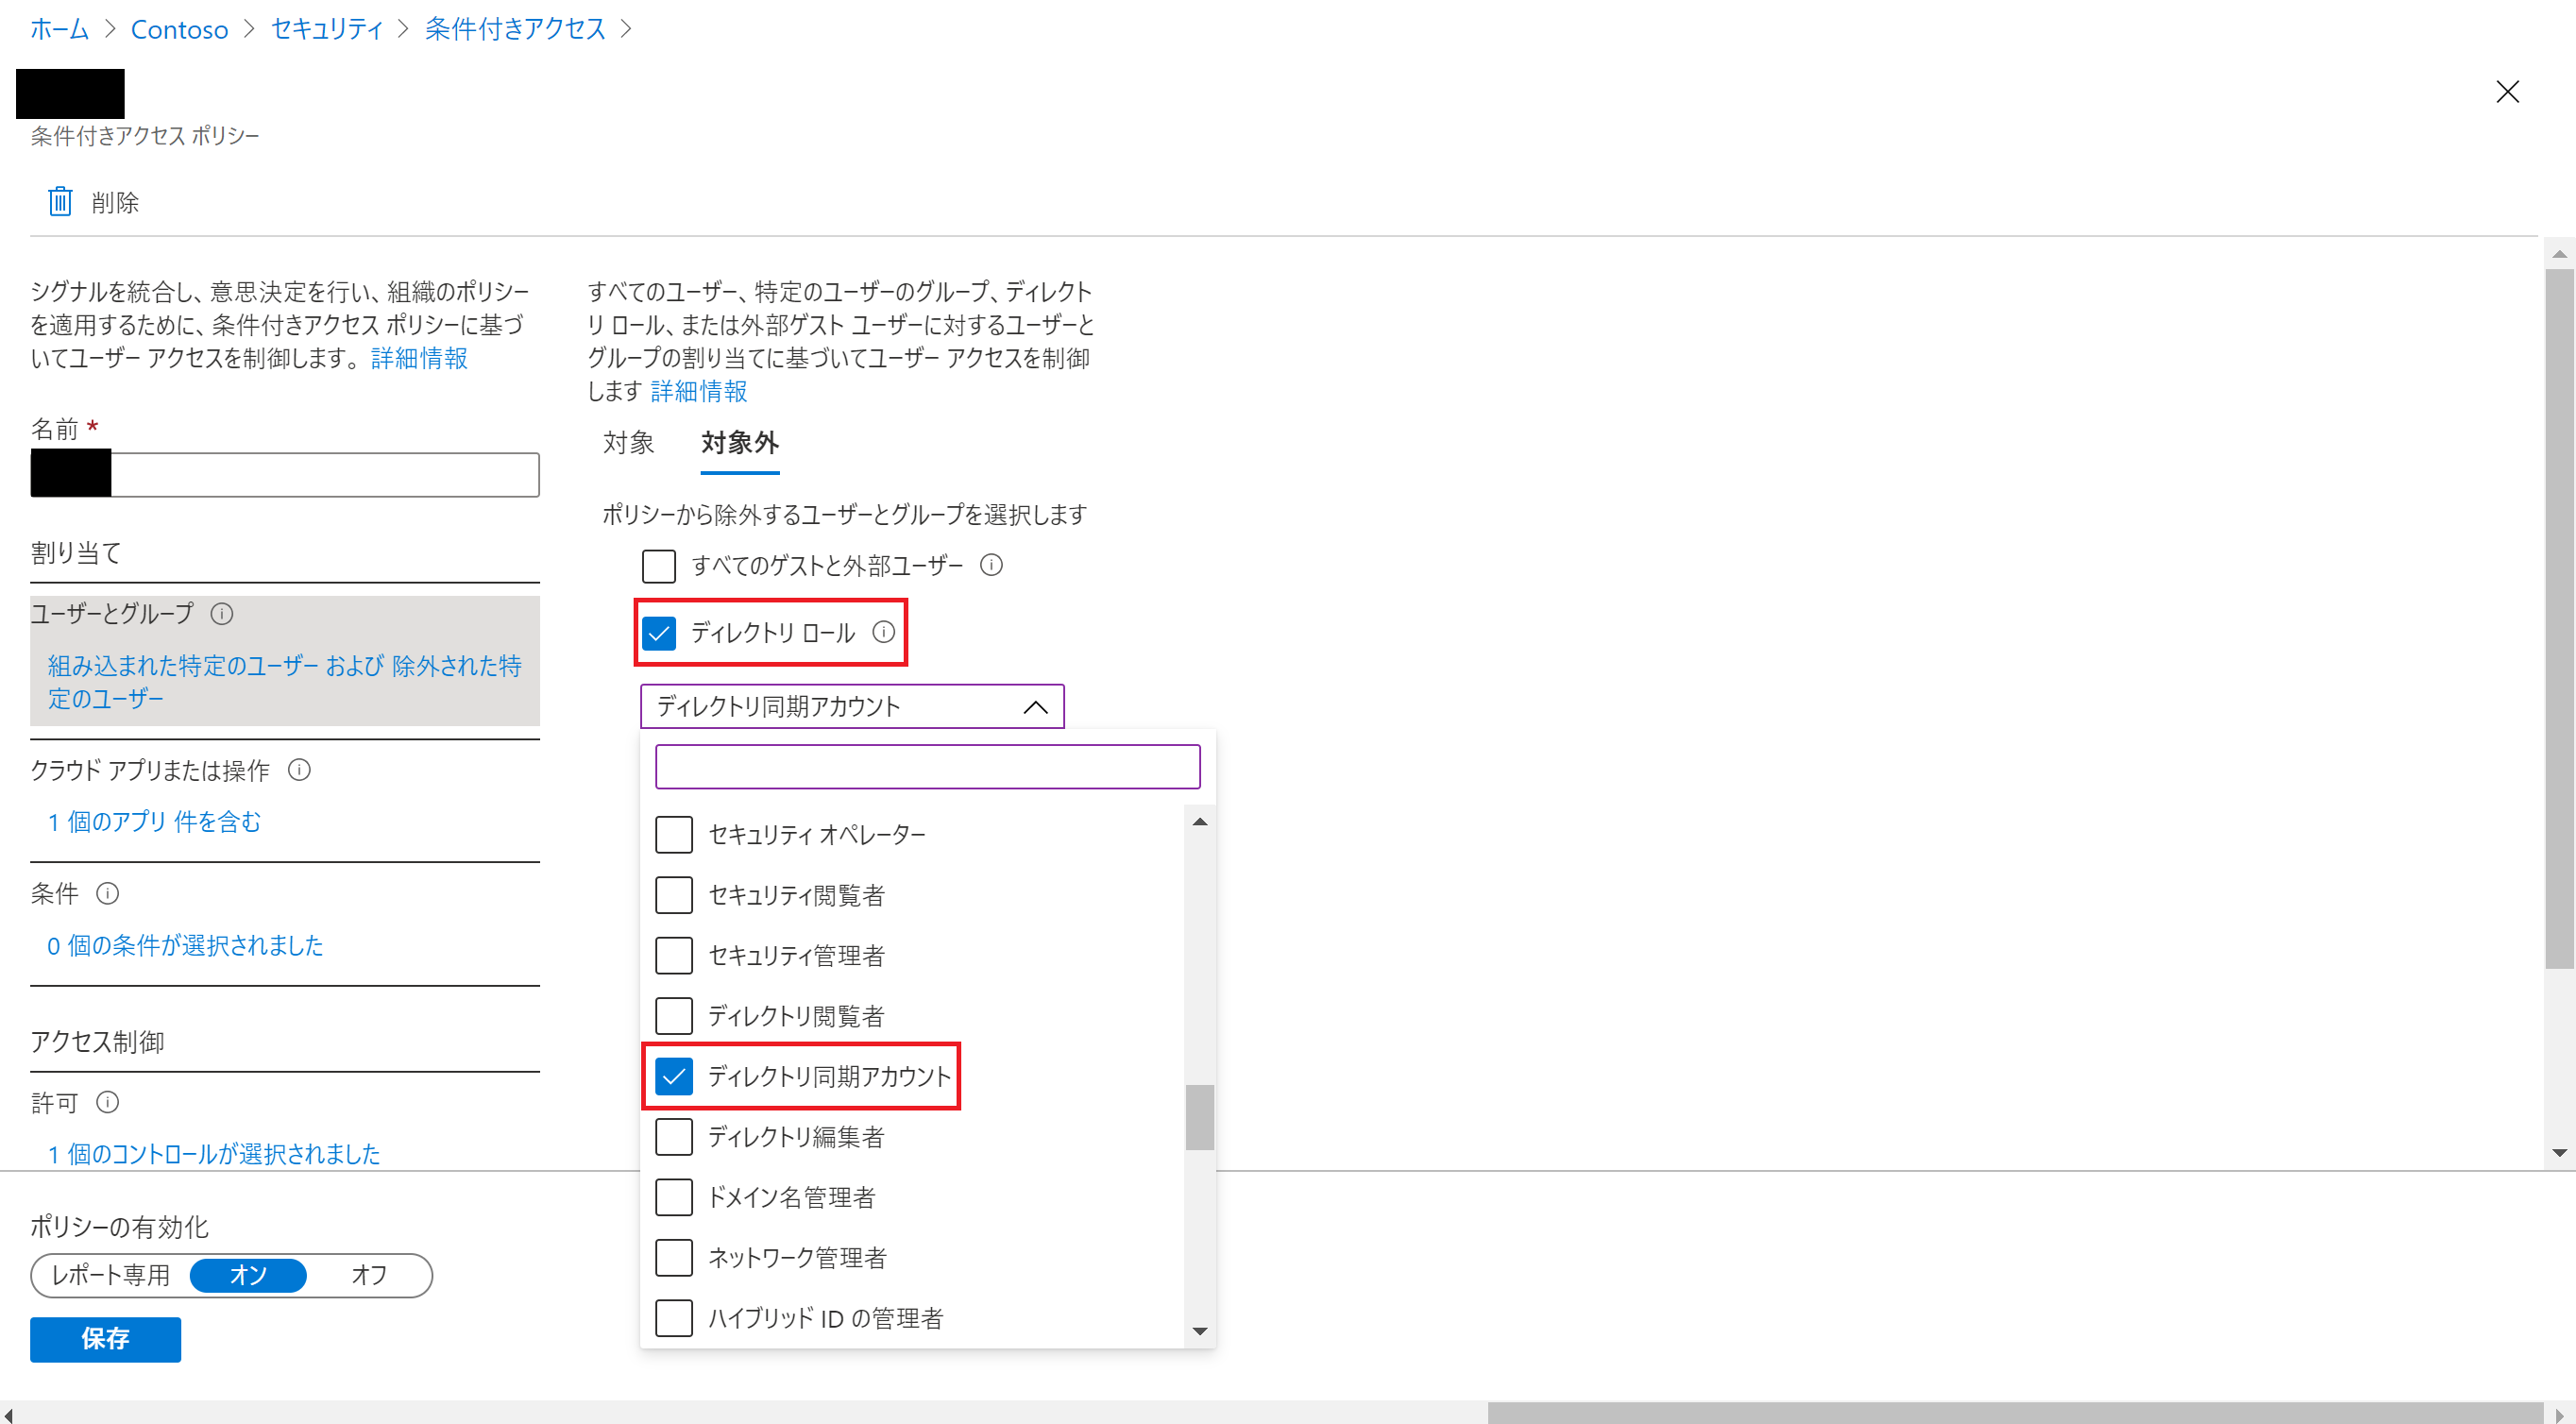 ホーム > Contoso > セキュリティ > 条件付きアクセス >
条件付きアクセス ポリシー
削除
シグナルを統合し、意思決定を行い、組織のポリシー
を適用するために、条件付きアクセス ポリシーに基づ
いてユーザー アクセスを制御します。 詳細情報
名前 *
割り当て
ユーザーとグループ
組み込まれた特定のユーザー および 除外された特
定のユーザー
クラウド アプリまたは操作
1 個のアプリ 件を含む
条件
0 個の条件が選択されました
アクセス制御
許可
1 個のコントロールが選択されました
すべてのユーザー、特定のユーザーのグループ、ディレクト
リ ロール、または外部ゲスト ユーザーに対するユーザーと
グループの割り当てに基づいてユーザー アクセスを制御
します 詳細情報
対象 対象外
ポリシーから除外するユーザーとグループを選択します
すべてのゲストと外部ユーザー
ディレクトリ ロール
ディレクトリ同期アカウント
セキュリティ オペレーター
セキュリティ閲覧者
セキュリティ管理者
ディレクトリ閲覧者
ディレクトリ同期アカウント
ディレクトリ編集者
ドメイン名管理者
ネットワーク管理者
ハイブリッド ID の管理者
ポリシーの有効化
レポート専用 オン オフ
保存